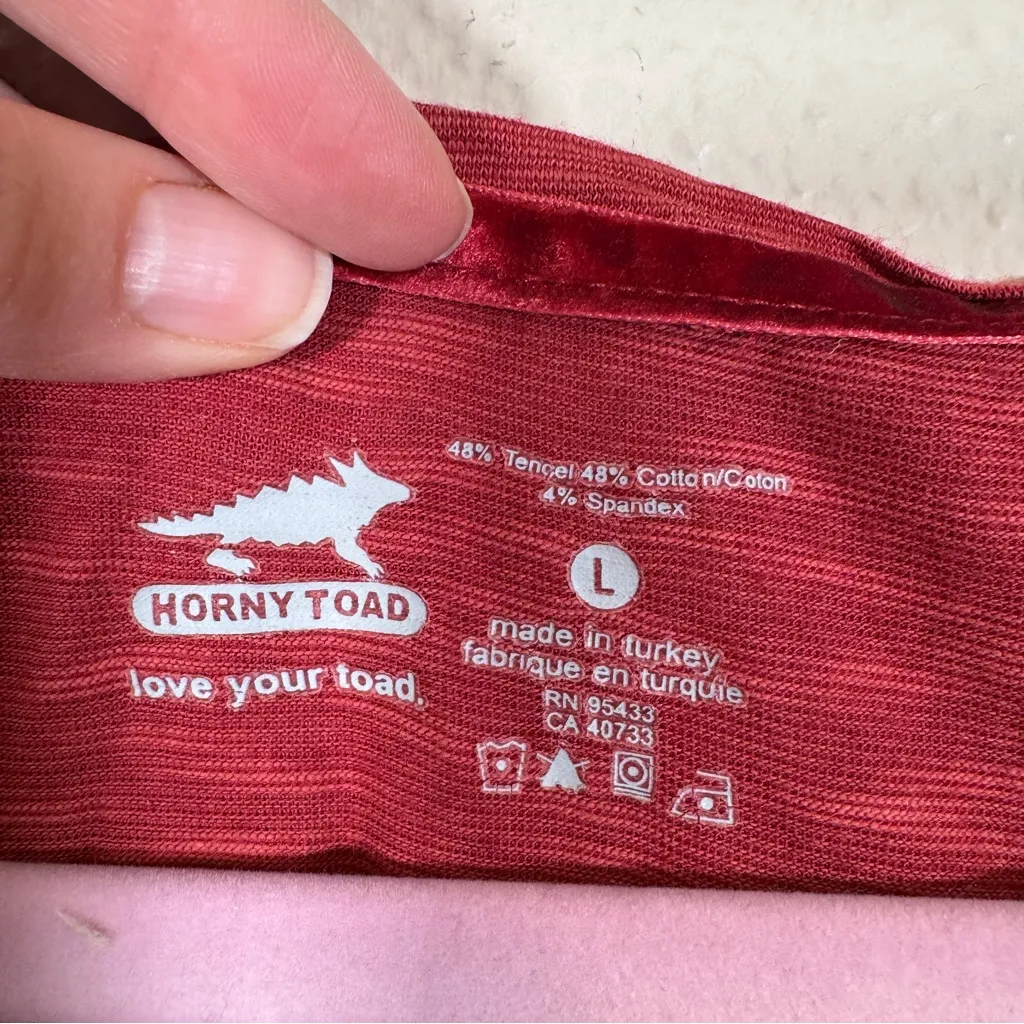 HORNY TOAD
love your toad.
48% Tencel 48% Cotton/Coton
4% Spandex
L
made in turkey
fabrique en turquie
RN 95433
CA 40733